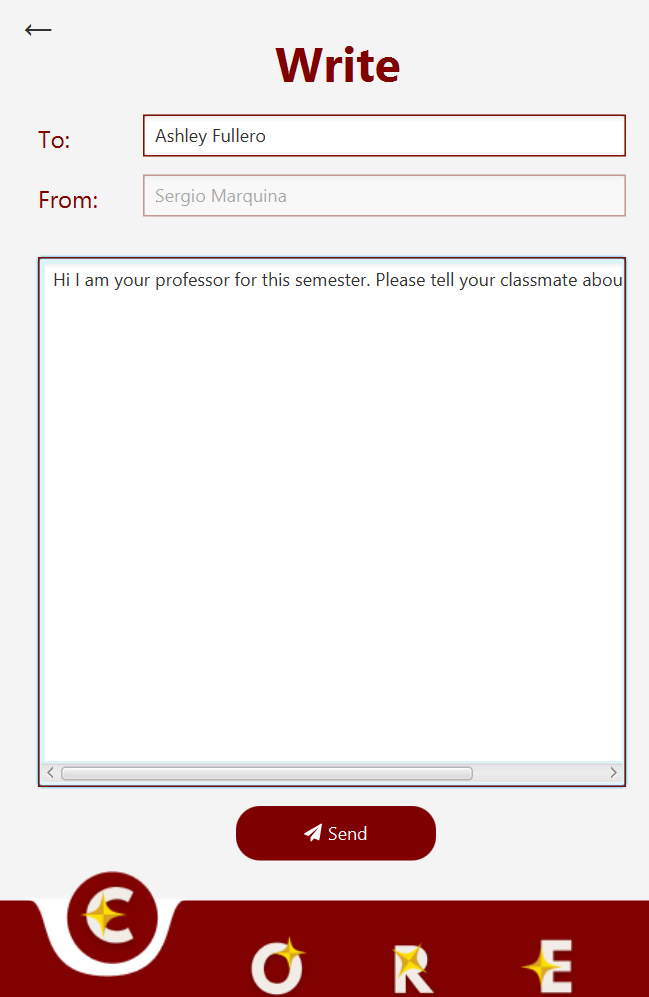 Write
To:
Ashley Fullero
From:
Sergio Marquina
Hi I am your professor for this semester. Please tell your classmate abou
Send
C O R E